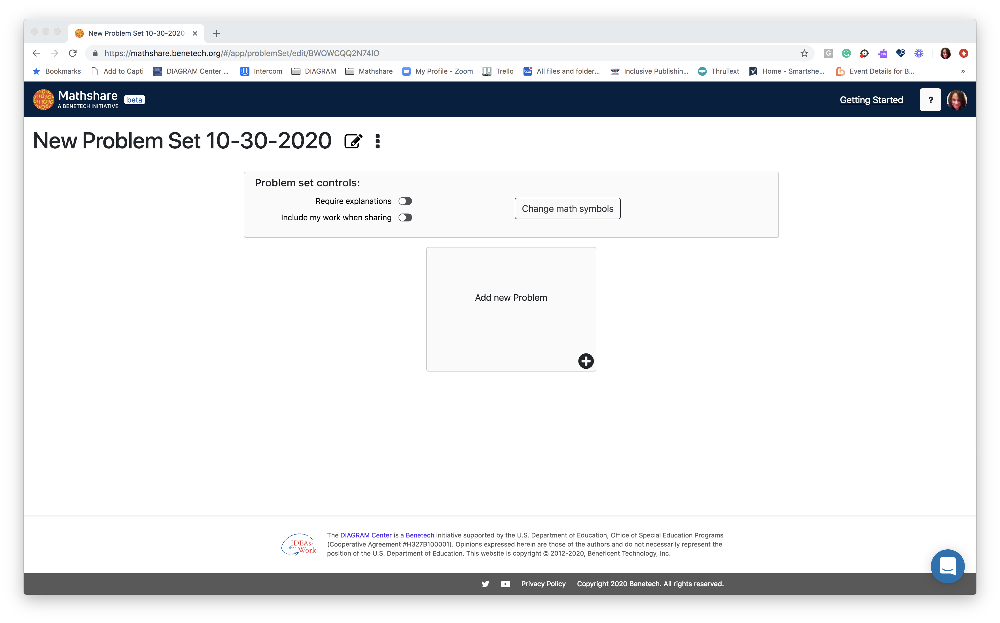 New Problem Set 10-30-2020
https://mathshare.benetech.org/#/app/problemSet/edit/BWOWCQQ2N74IO
Bookmarks Add to Capti DIAGRAM Center ... Intercom DIAGRAM Mathshare My Profile - Zoom Trello box All files and folder... Inclusive Publishin... ThruText Home - Smartshe... Event Details for B... »
Mathshare beta Getting Started ?
A BENETECH INITIATIVE
New Problem Set 10-30-2020
Problem set controls:
Require explanations
Include my work when sharing
Change math symbols
Add new Problem
IDEAs
that Work
The DIAGRAM Center is a Benetech initiative supported by the U.S. Department of Education, Office of Special Education Programs
(Cooperative Agreement #H327B100001). Opinions expressed herein are those of the authors and do not necessarily represent the
position of the U.S. Department of Education. This website is copyright © 2012-2020, Beneficent Technology, Inc.
Privacy Policy Copyright 2020 Benetech. All rights reserved.